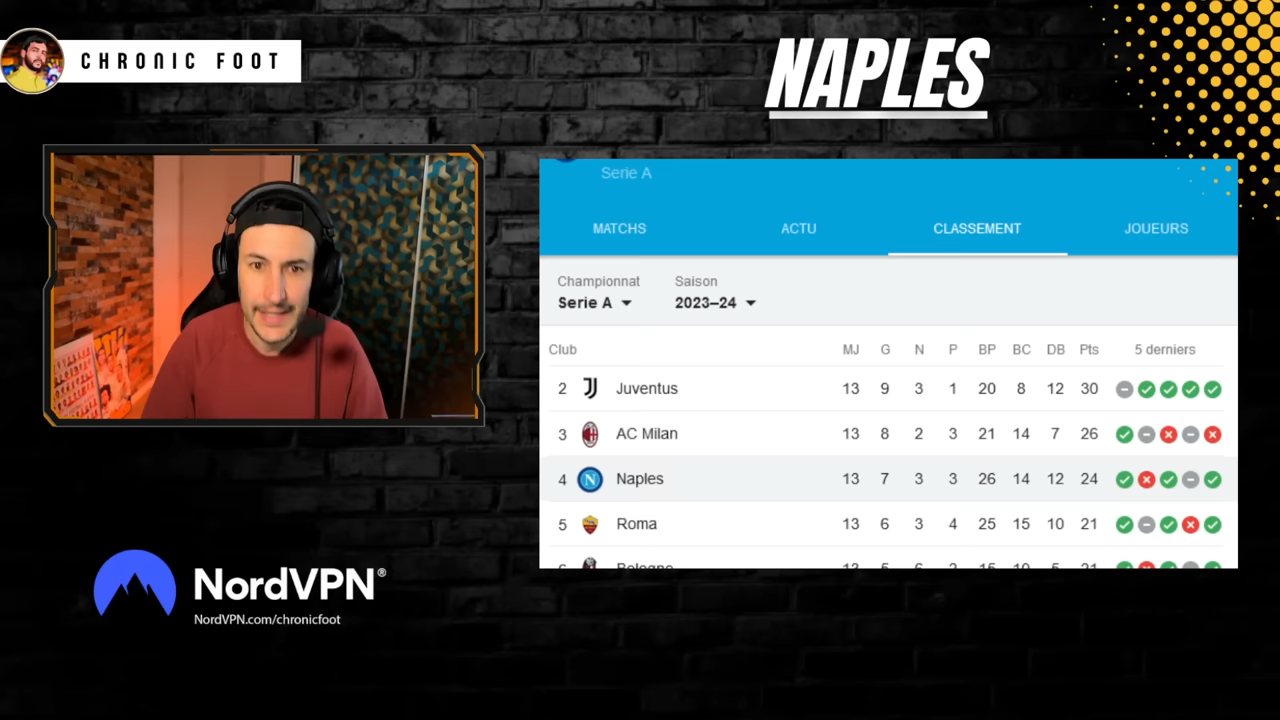 CHRONIC FOOT
NAPLES
Serie A
MATCHS ACTU CLASSEMENT JOUEURS
Championnat Saison
Serie A 2023–24
Club MJ G N P BP BC DB Pts 5 derniers
2 Juventus 13 9 3 1 20 8 12 30
3 AC Milan 13 8 2 3 21 14 7 26
4 N Naples 13 7 3 3 26 14 12 24
5 Roma 13 6 3 4 25 15 10 21
NordVPN®
NordVPN.com/chronicfoot